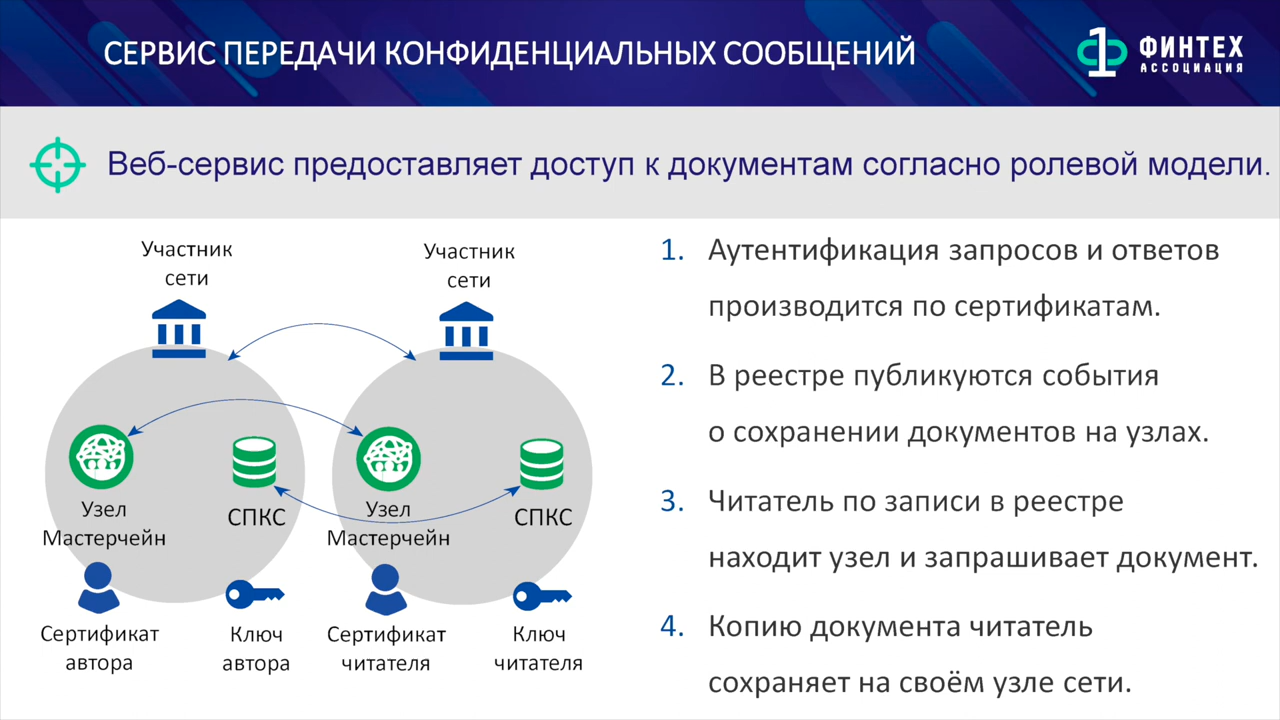 СЕРВИС ПЕРЕДАЧИ КОНФИДЕНЦИАЛЬНЫХ СООБЩЕНИЙ
ФИНТЕХ
АССОЦИАЦИЯ
Веб-сервис предоставляет доступ к документам согласно ролевой модели.
Участник
сети
Участник
сети
Узел
Мастерчейн
СПКС
Узел
Мастерчейн
СПКС
Сертификат
автора
Ключ
автора
Сертификат
читателя
Ключ
читателя
1. Аутентификация запросов и ответов
производится по сертификатам.
2. В реестре публикуются события
о сохранении документов на узлах.
3. Читатель по записи в реестре
находит узел и запрашивает документ.
4. Копию документа читатель
сохраняет на своём узле сети.